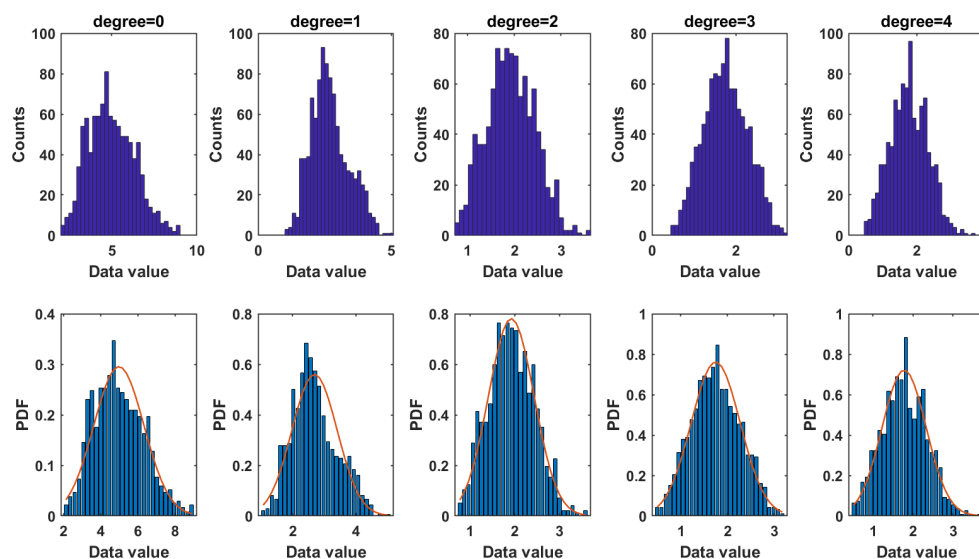 degree=0 degree=1 degree=2 degree=3 degree=4
100 100 80 80 100
80 80 60 60 80
60 60 40 40 60
40 40 20 20 40
20 20 0 0 20
0 0 0
Counts Counts Counts Counts Counts
5 10 0 5 1 2 3 0 2 0 2
Data value Data value Data value Data value Data value
0.4 0.8 0.8 1 1
0.3 0.6 0.6 0.8 0.8
0.2 0.4 0.4 0.6 0.6
0.1 0.2 0.2 0.4 0.4
0 0 0 0.2 0.2
0 0
PDF PDF PDF PDF PDF
2 4 6 8 2 4 1 2 3 1 2 3 1 2 3
Data value Data value Data value Data value Data value